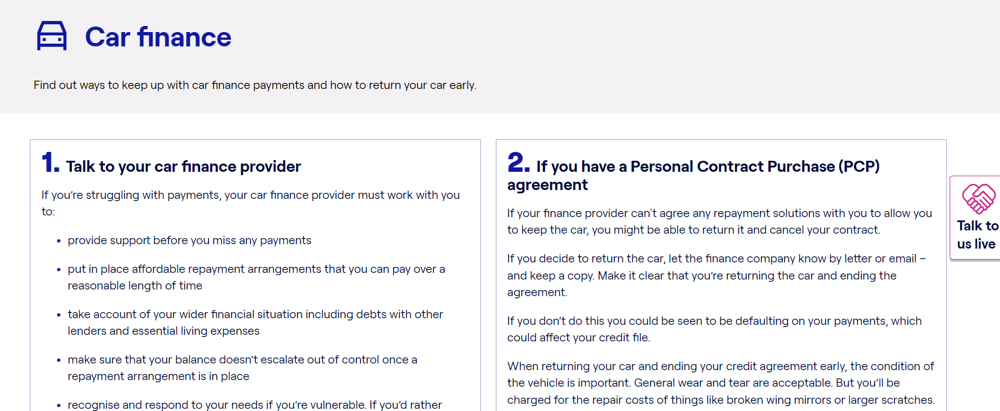 Car finance
Find out ways to keep up with car finance payments and how to return your car early.
1. Talk to your car finance provider
If you’re struggling with payments, your car finance provider must work with you
to:
• provide support before you miss any payments
• put in place affordable repayment arrangements that you can pay over a
reasonable length of time
• take account of your wider financial situation including debts with other
lenders and essential living expenses
• make sure that your balance doesn’t escalate out of control once a
repayment arrangement is in place
• recognise and respond to your needs if you’re vulnerable. If you’d rather
2. If you have a Personal Contract Purchase (PCP)
agreement
If your finance provider can't agree any repayment solutions with you to allow you
to keep the car, you might be able to return it and cancel your contract.
If you decide to return the car, let the finance company know by letter or email –
and keep a copy. Make it clear that you’re returning the car and ending the
agreement.
If you don’t do this you could be seen to be defaulting on your payments, which
could affect your credit file.
When returning your car and ending your credit agreement early, the condition of
the vehicle is important. General wear and tear are acceptable. But you’ll be
charged for the repair costs of things like broken wing mirrors or larger scratches.
Talk to
us live